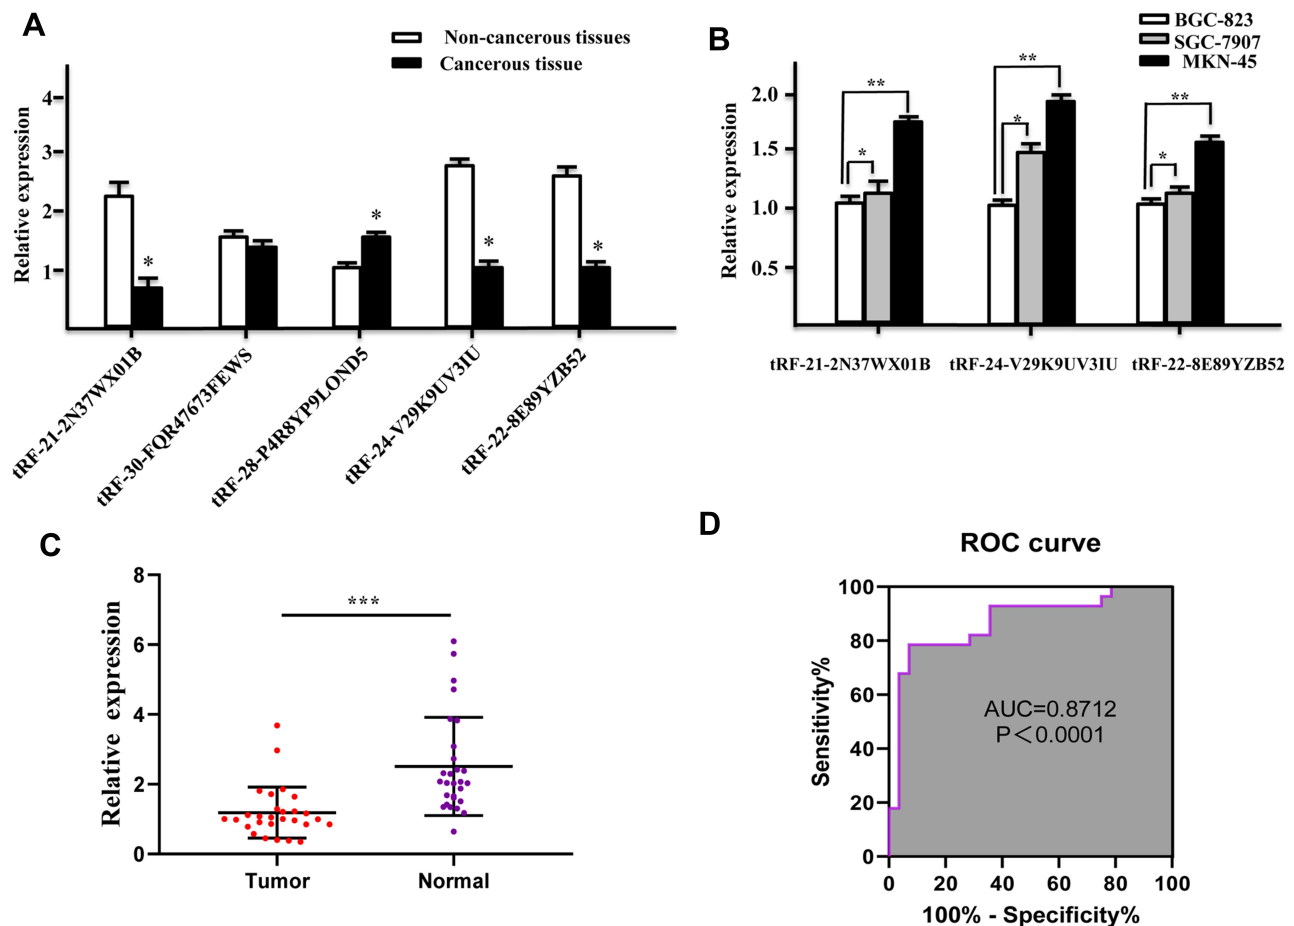 A
Non-cancerous tissues
Cancerous tissue
Relative expression
4
3
2
1
*
*
*
*
tRF-21-2N37WX01B
tRF-30-FQR47673FEWS
tRF-28-P4R8YP9LOND5
tRF-24-V29K9UV3IU
tRF-22-8E89YZB52
B
BGC-823
SGC-7907
MKN-45
Relative expression
2.0
1.5
1.0
0.5
**
*
**
*
**
*
tRF-21-2N37WX01B
tRF-24-V29K9UV3IU
tRF-22-8E89YZB52
C
Relative expression
8
6
4
2
0
***
Tumor
Normal
D
ROC curve
Sensitivity%
100
80
60
40
20
0
AUC=0.8712
P<0.0001
0 20 40 60 80 100
100% - Specificity%